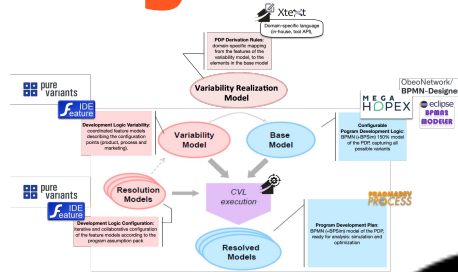 Xtext
Domain-specific language
(in-house, tool API),
PDP Derivation Rules:
domain-specific mapping
from the features of the
variability model, to the
elements in the base model
Variability Realization
Model
pure
variants
IDE
Feature
Development Logic Variability:
coordinated feature models
describing the configuration
points (product, process and
marketing).
Variability
Model
Base
Model
ObeoNetwork/
BPMN-Designe
MEGA
HOPEX
eclipse
BPMN2
MODELER
Configurable
Program Development Logic:
BPMN (+BPSim) 150% model
of the PDP, capturing all
possible variants
pure
variants
IDE
Feature
Resolution
Models
CVL
execution
PRAGMADEV
PROCESS
Development Logic Configuration:
iterative and collaborative configuration
of the feature models according to the
program assumption pack
Resolved
Models
Program Development Plan:
BPMN (+BPSim) model of the PDP,
ready for analysis: simulation and
optimization